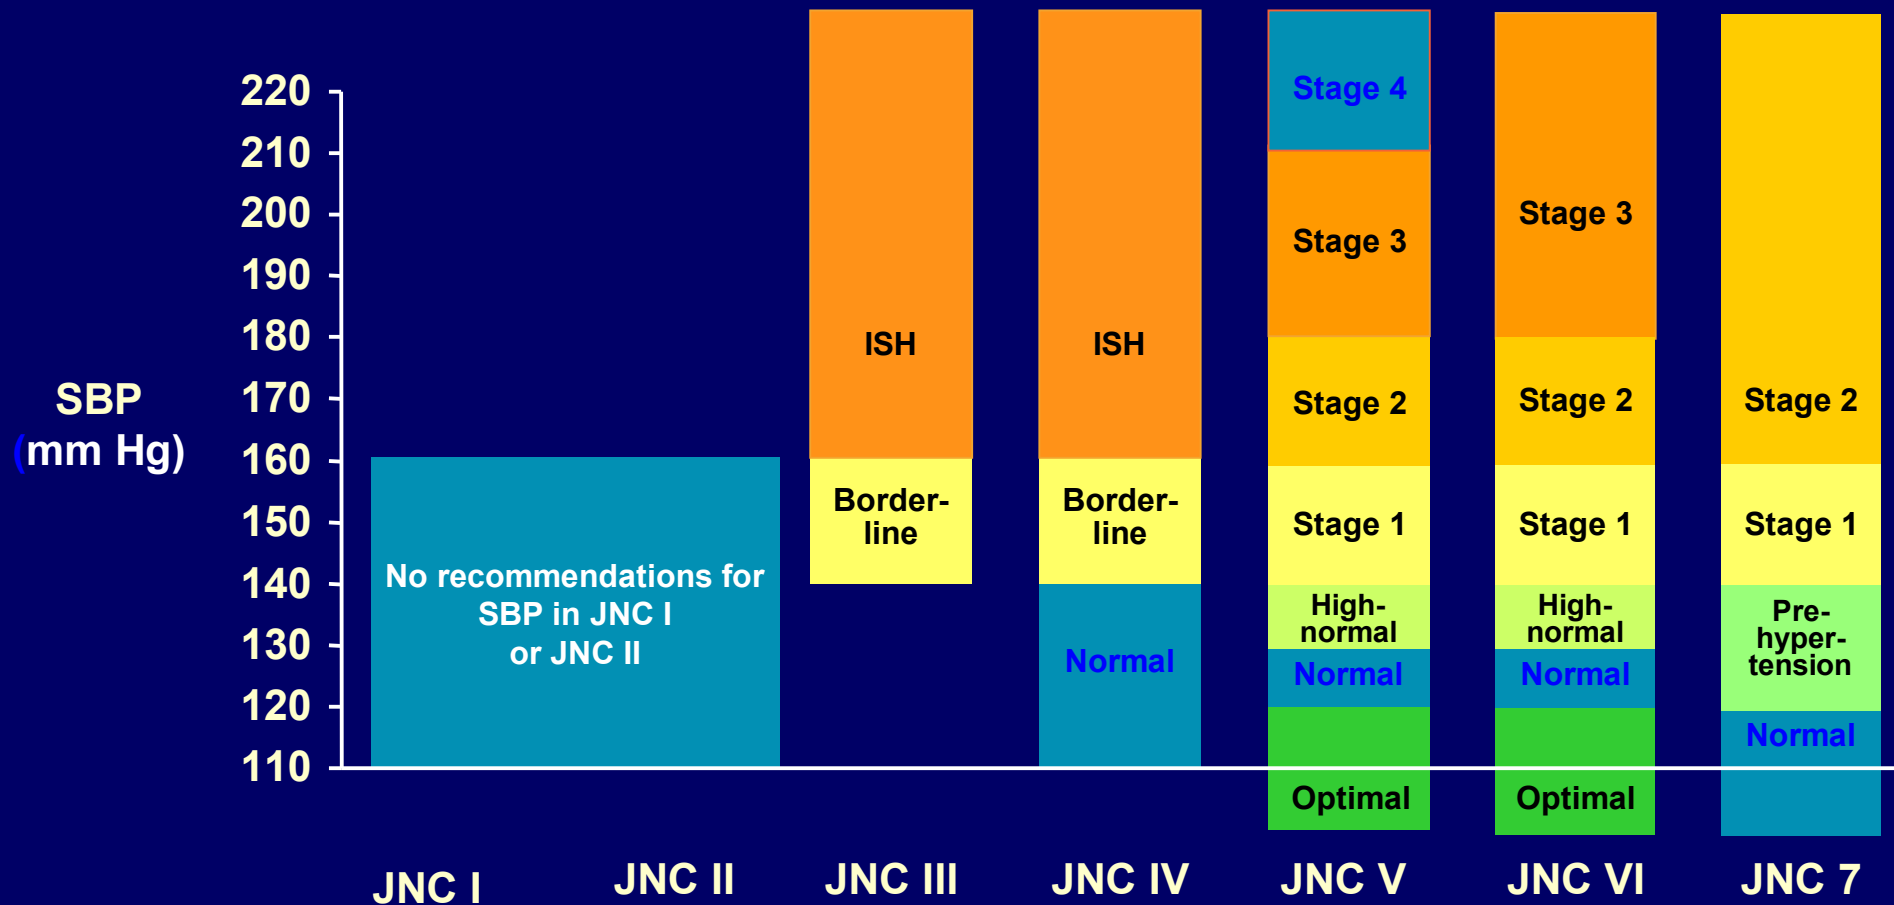 220
210
200
190
180
170
160
150
140
130
120
110
SBP
(mm Hg)
No recommendations for
SBP in JNC I
or JNC II
ISH
Border-
line
ISH
Border-
line
Normal
Stage 4
Stage 3
Stage 2
Stage 1
High-
normal
Normal
Optimal
Stage 3
Stage 2
Stage 1
High-
normal
Normal
Optimal
Stage 2
Stage 1
Pre-
hyper-
tension
Normal
JNC I
JNC II
JNC III
JNC IV
JNC V
JNC VI
JNC 7